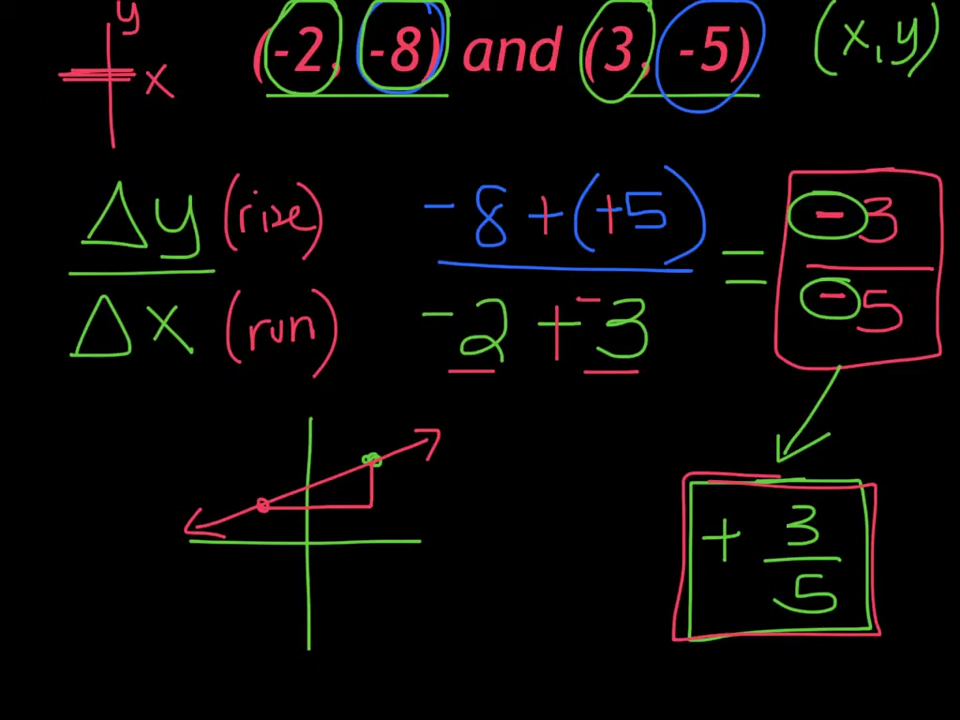 y
x
(-2, -8) and (3, -5) (x, y)
Δy (rise) -8 + (+5) = -3
Δx (run) -2 + -3 -5
+ 3
5